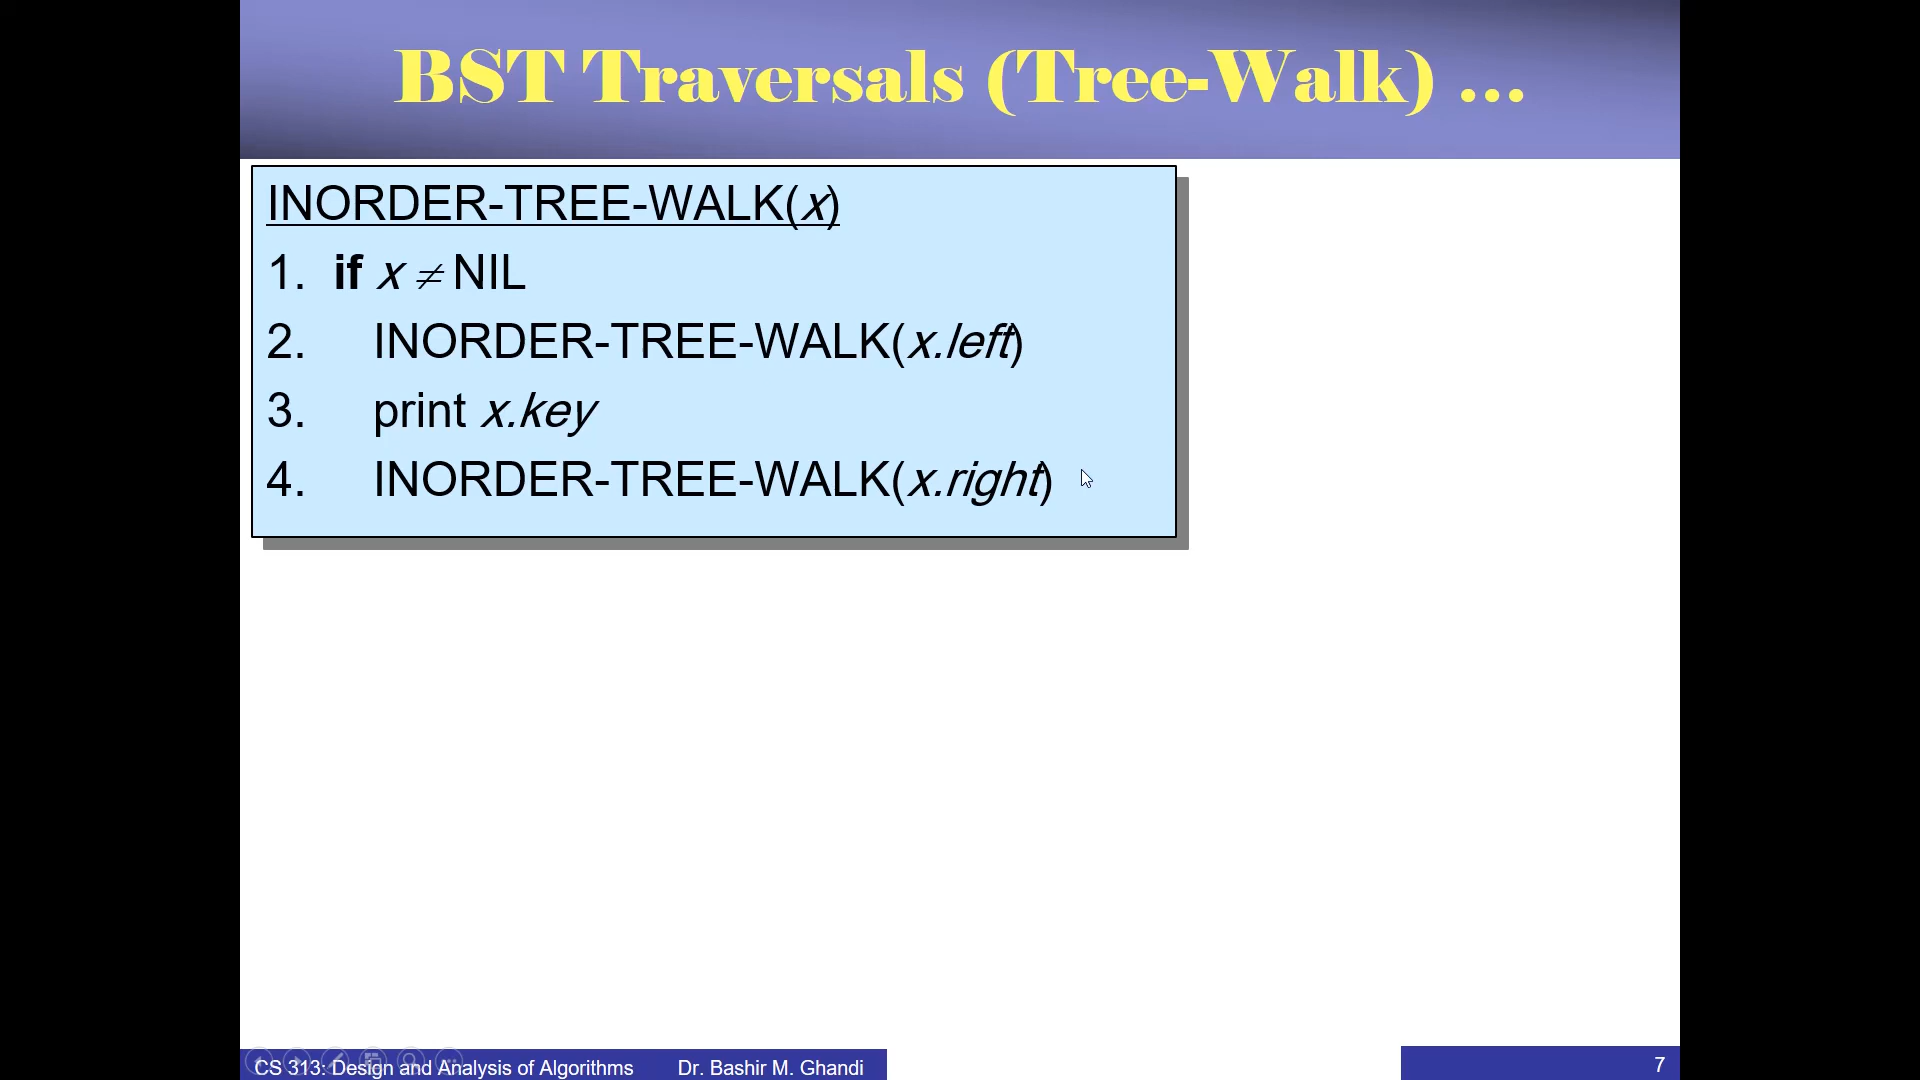 BST Traversals (Tree-Walk) ...
INORDER-TREE-WALK(x)
1. if x ≠ NIL
2. INORDER-TREE-WALK(x.left)
3. print x.key
4. INORDER-TREE-WALK(x.right)
CS 313: Design and Analysis of Algorithms Dr. Bashir M. Ghandi
7